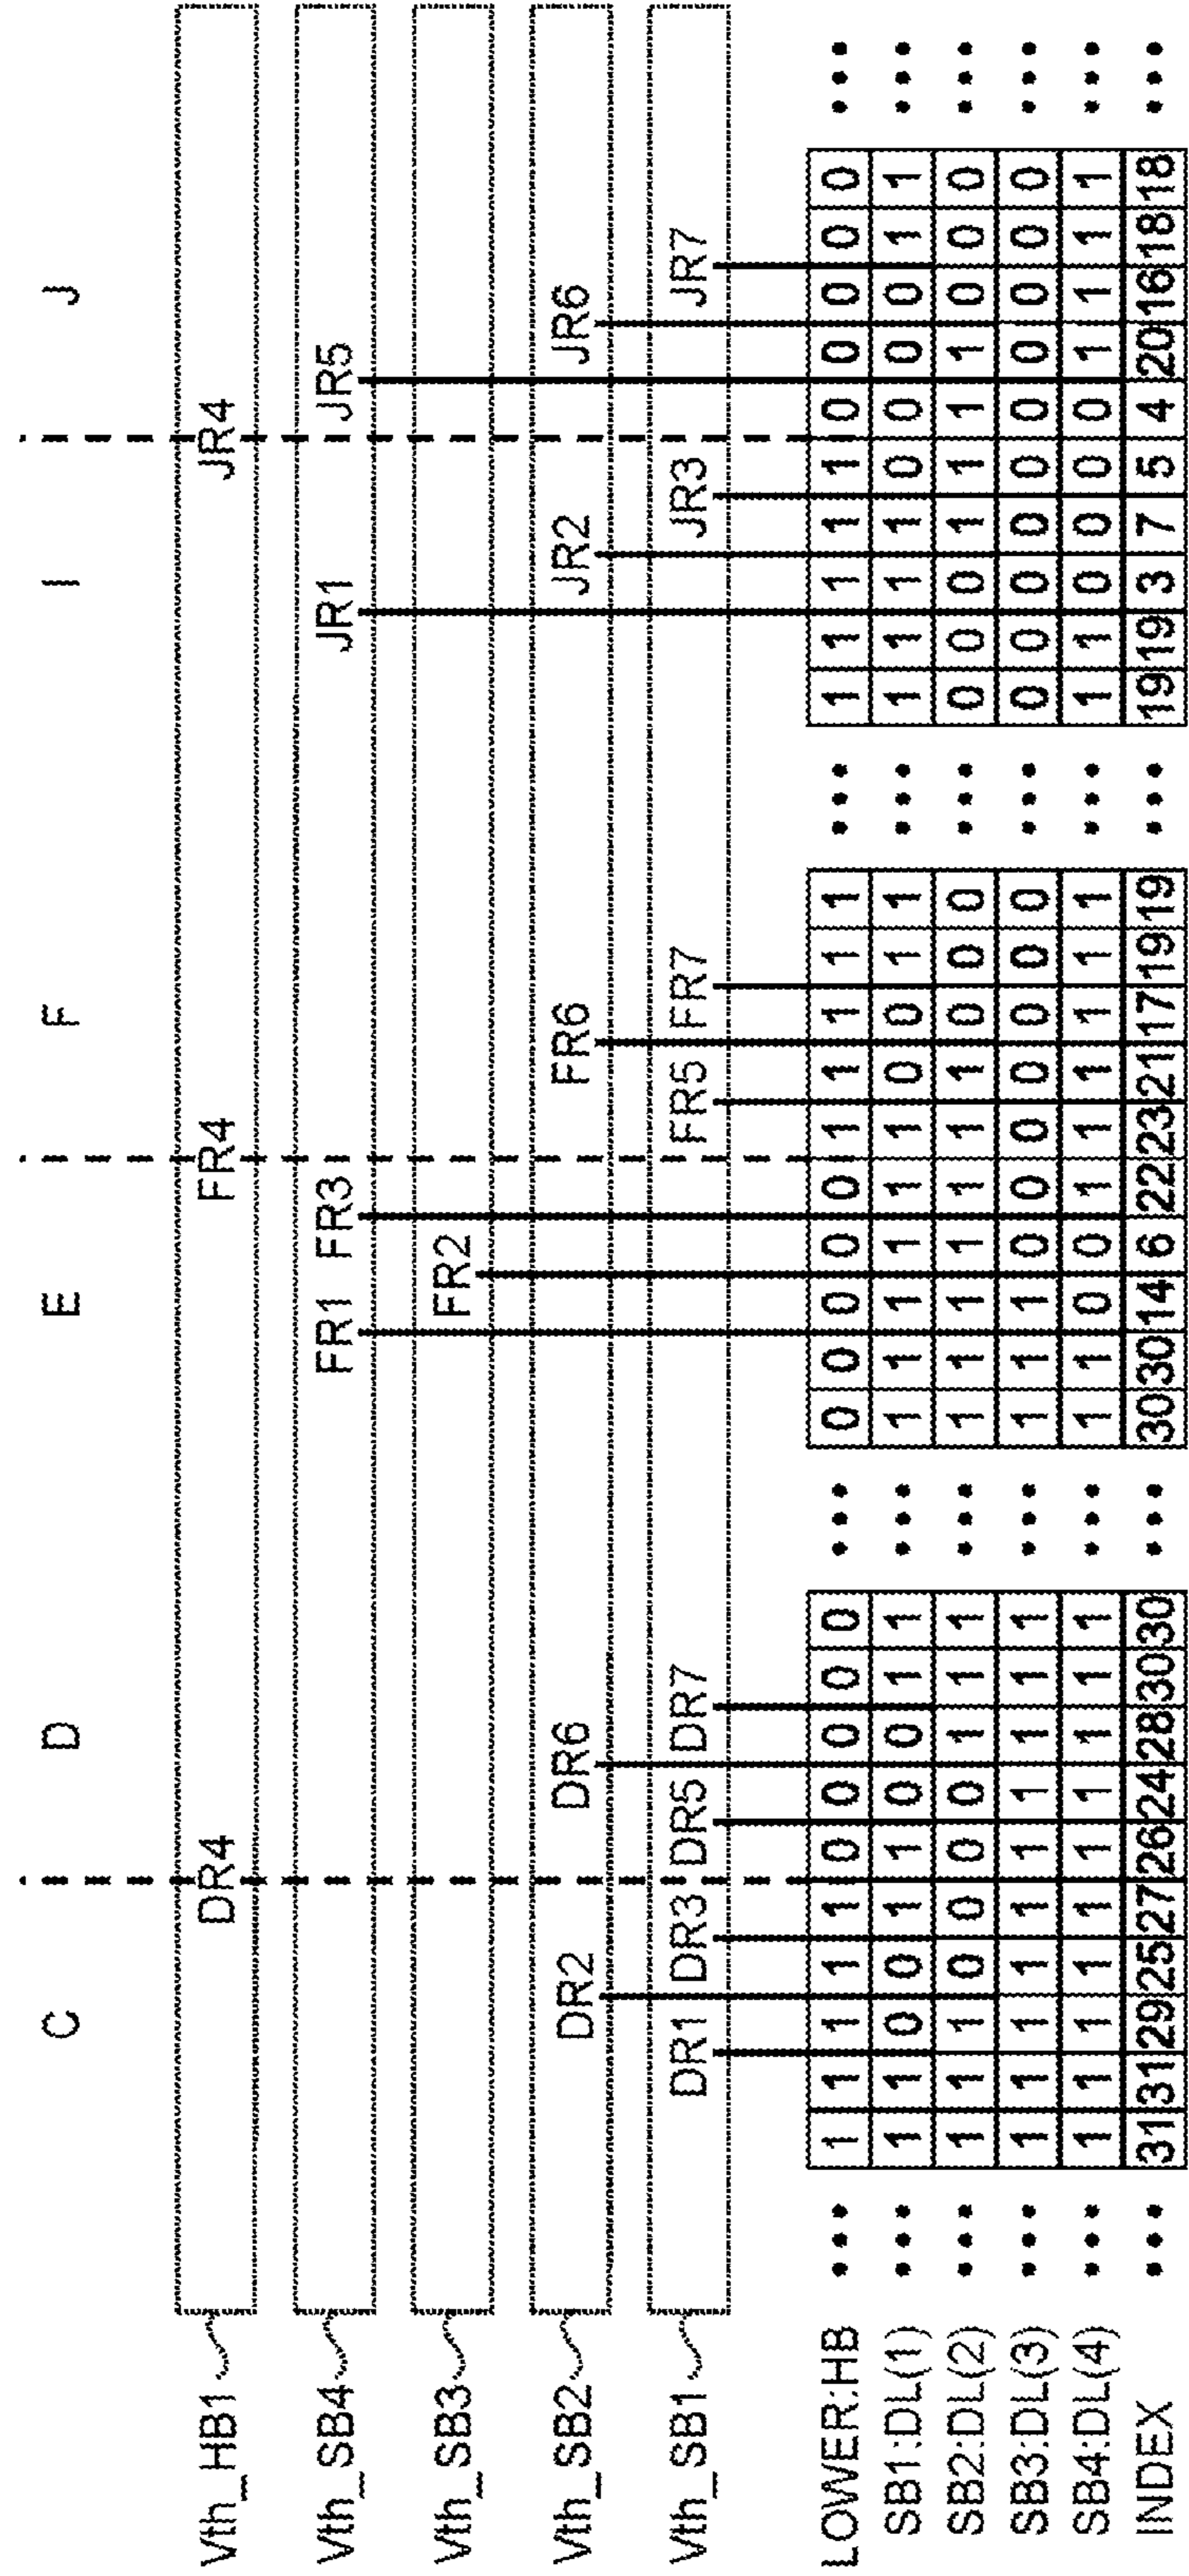 C D E F I J
Vth_HB1 DR4 FR4 JR4
Vth_SB4 FR1 FR3 JR1 JR5
Vth_SB3 FR2
Vth_SB2 DR2 DR6 FR6 JR2 JR6
Vth_SB1 DR1 DR3 DR5 DR7 FR5 FR7 JR3 JR7
LOWER:HB ... 1 1 1 1 1 0 0 0 0 0 ... 0 0 0 0 0 1 1 1 1 1 ... 1 1 1 1 1 0 0 0 0 0 ...
SB1:DL(1) ... 1 1 0 0 1 1 0 0 1 1 ... 1 1 1 1 1 1 0 0 1 1 ... 1 1 1 1 0 0 0 0 1 1 ...
SB2:DL(2) ... 1 1 1 0 0 0 0 1 1 1 ... 1 1 1 1 1 1 1 0 0 0 ... 0 0 0 1 1 1 1 0 0 0 ...
SB3:DL(3) ... 1 1 1 1 1 1 1 1 1 1 ... 1 1 1 0 0 0 0 0 0 0 ... 0 0 0 0 0 0 0 0 0 0 ...
SB4:DL(4) ... 1 1 1 1 1 1 1 1 1 1 ... 1 1 0 0 1 1 1 1 1 1 ... 1 1 0 0 0 0 1 1 1 1 ...
INDEX ... 31 31 29 25 27 26 24 28 30 30 ... 30 30 14 6 22 23 21 17 19 19 ... 19 19 3 7 5 4 20 16 18 18 ...